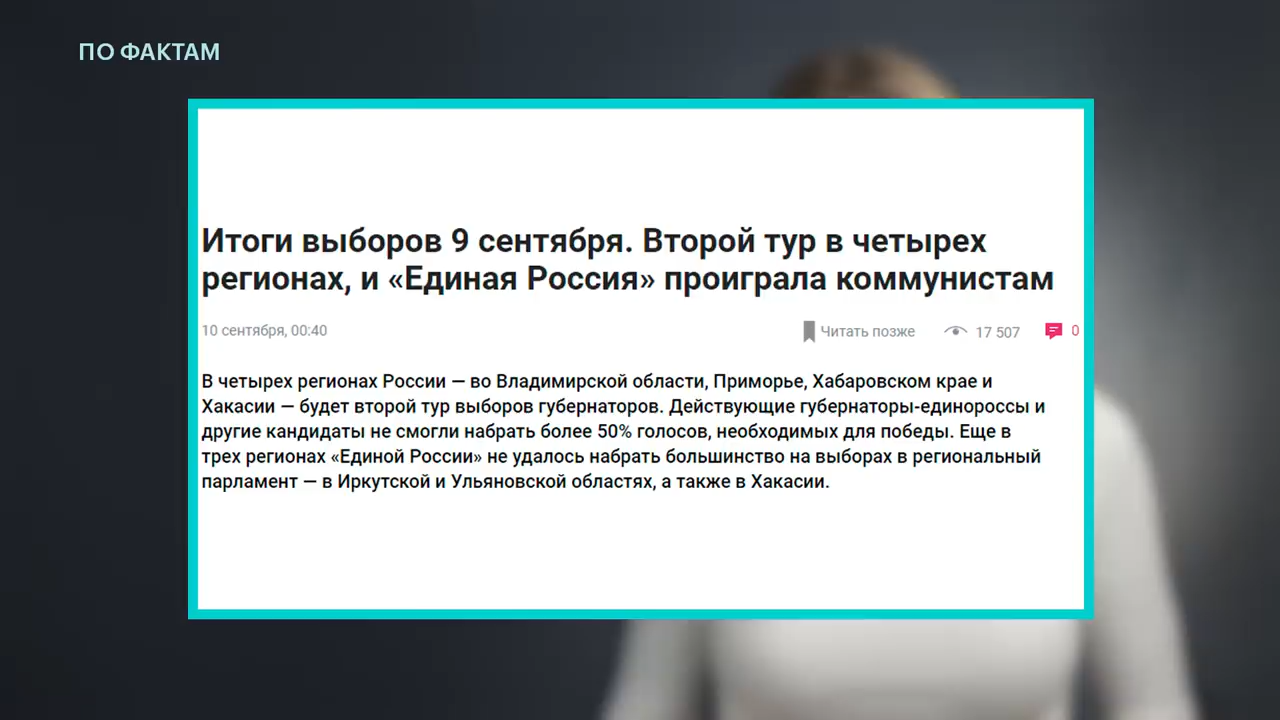 ПО ФАКТАМ
Итоги выборов 9 сентября. Второй тур в четырех
регионах, и «Единая Россия» проиграла коммунистам
10 сентября, 00:40
Читать позже
17 507
0
В четырех регионах России — во Владимирской области, Приморье, Хабаровском крае и
Хакасии — будет второй тур выборов губернаторов. Действующие губернаторы-единороссы и
другие кандидаты не смогли набрать более 50% голосов, необходимых для победы. Еще в
трех регионах «Единой России» не удалось набрать большинство на выборах в региональный
парламент — в Иркутской и Ульяновской областях, а также в Хакасии.